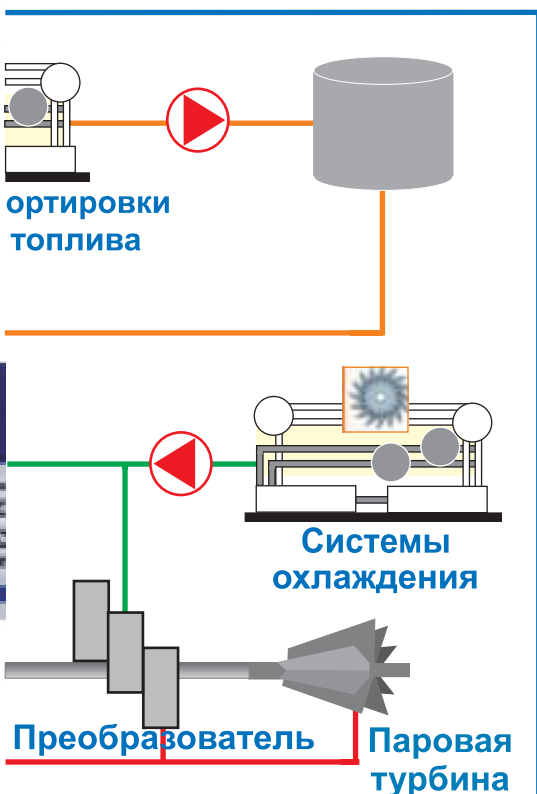 ортировки
топлива
Системы
охлаждения
Преобразователь
Паровая
турбина